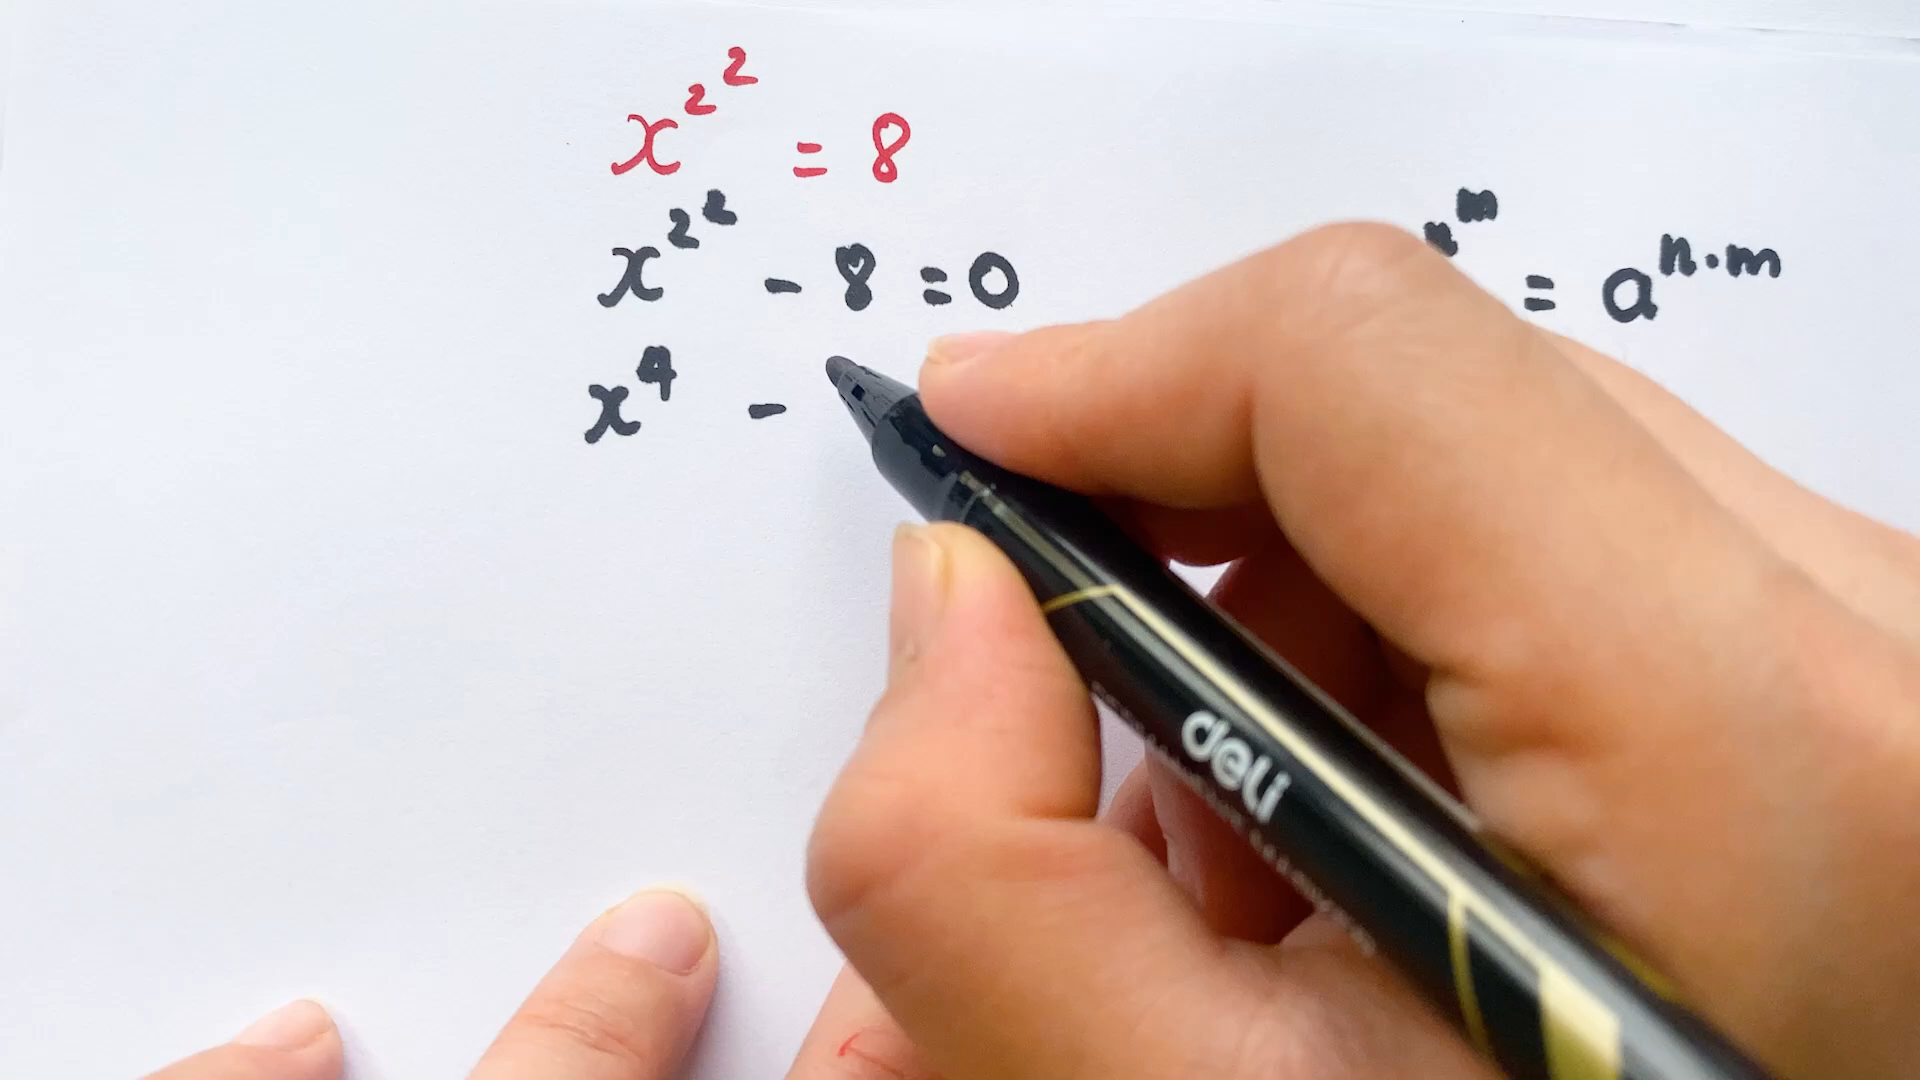 x^2^2 = 8
x^2^2 - 8 = 0
x^4 -
n^m = a^n·m
deli